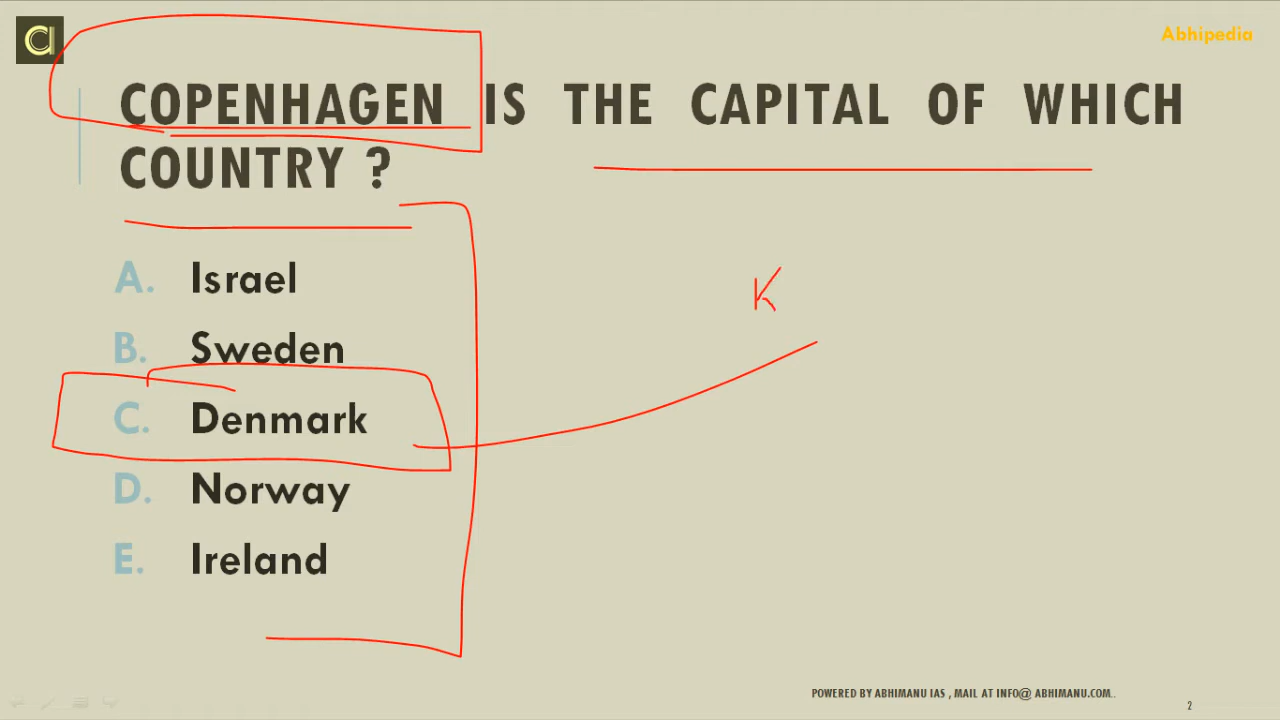 Abhipedia
COPENHAGEN IS THE CAPITAL OF WHICH
COUNTRY ?
A. Israel
B. Sweden
C. Denmark
D. Norway
E. Ireland
K
POWERED BY ABHIMANU IAS , MAIL AT INFO@ ABHIMANU.COM..
2